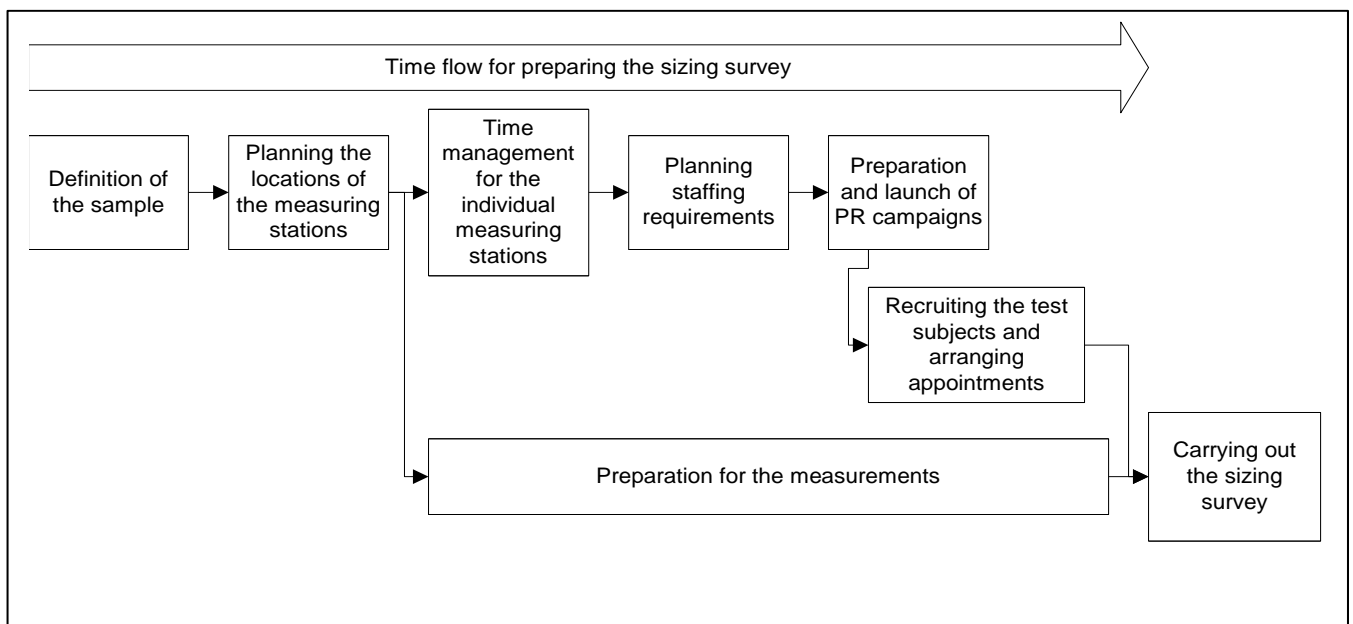 Time flow for preparing the sizing survey
Definition of
the sample
Planning the
locations of
the measuring
stations
Time
management
for the
individual
measuring
stations
Planning
staffing
requirements
Preparation
and launch of
PR campaigns
Recruiting the test
subjects and
arranging
appointments
Preparation for the measurements
Carrying out
the sizing
survey